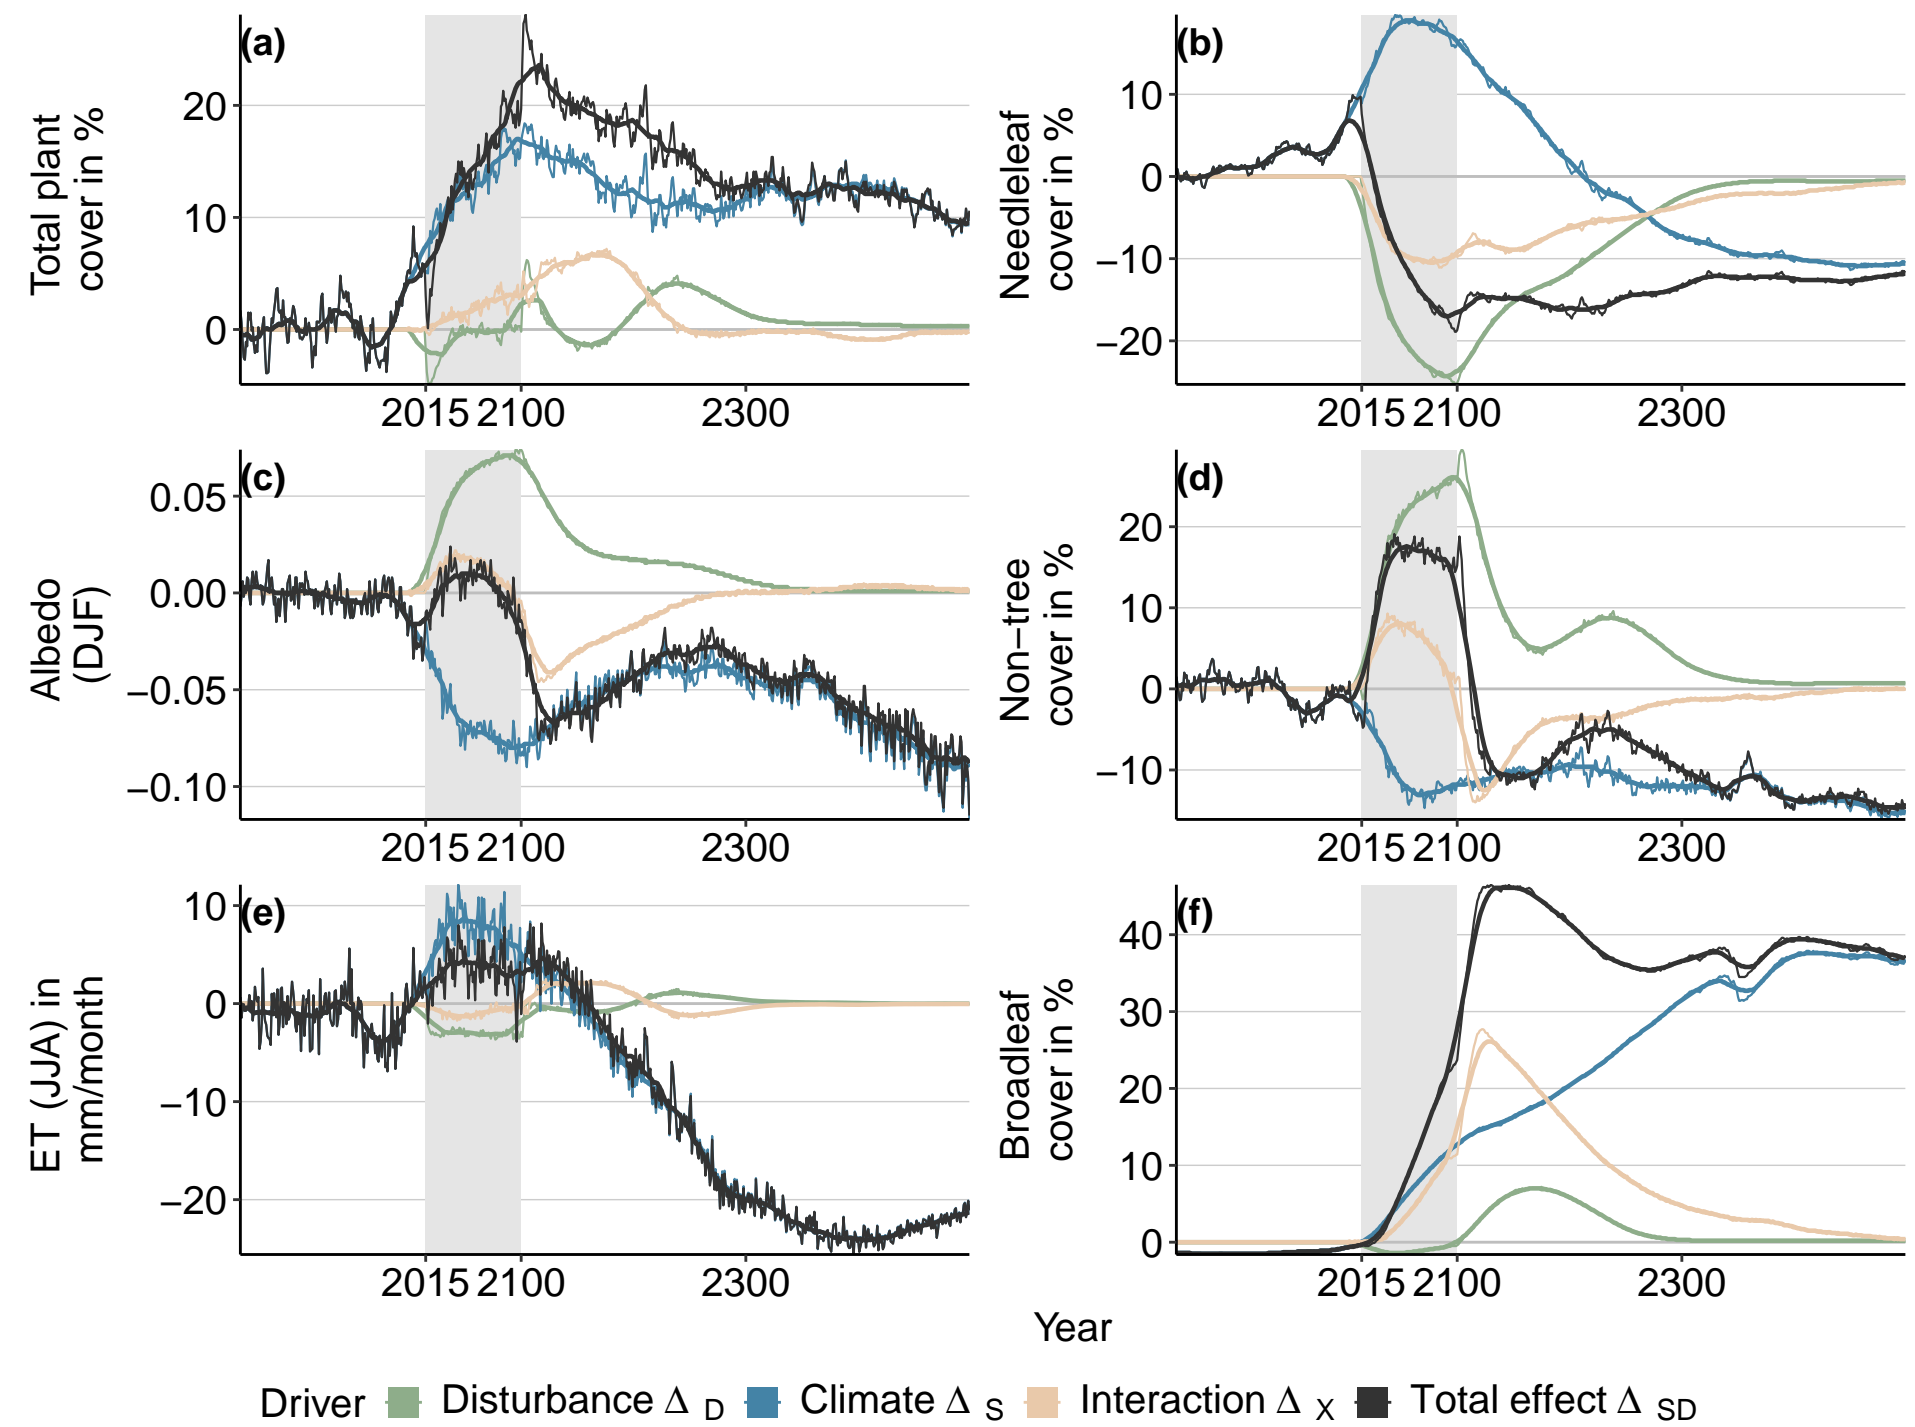 (a)
Total plant
cover in %
20
10
0
2015 2100 2300
(b)
Needleleaf
cover in %
10
0
−10
−20
2015 2100 2300
(c)
Albedo
(DJF)
0.05
0.00
−0.05
−0.10
2015 2100 2300
(d)
Non−tree
cover in %
20
10
0
−10
2015 2100 2300
(e)
ET (JJA) in
mm/month
10
0
−10
−20
2015 2100 2300
(f)
Broadleaf
cover in %
40
30
20
10
0
2015 2100 2300
Year
Driver Disturbance Δ D Climate Δ S Interaction Δ X Total effect Δ SD